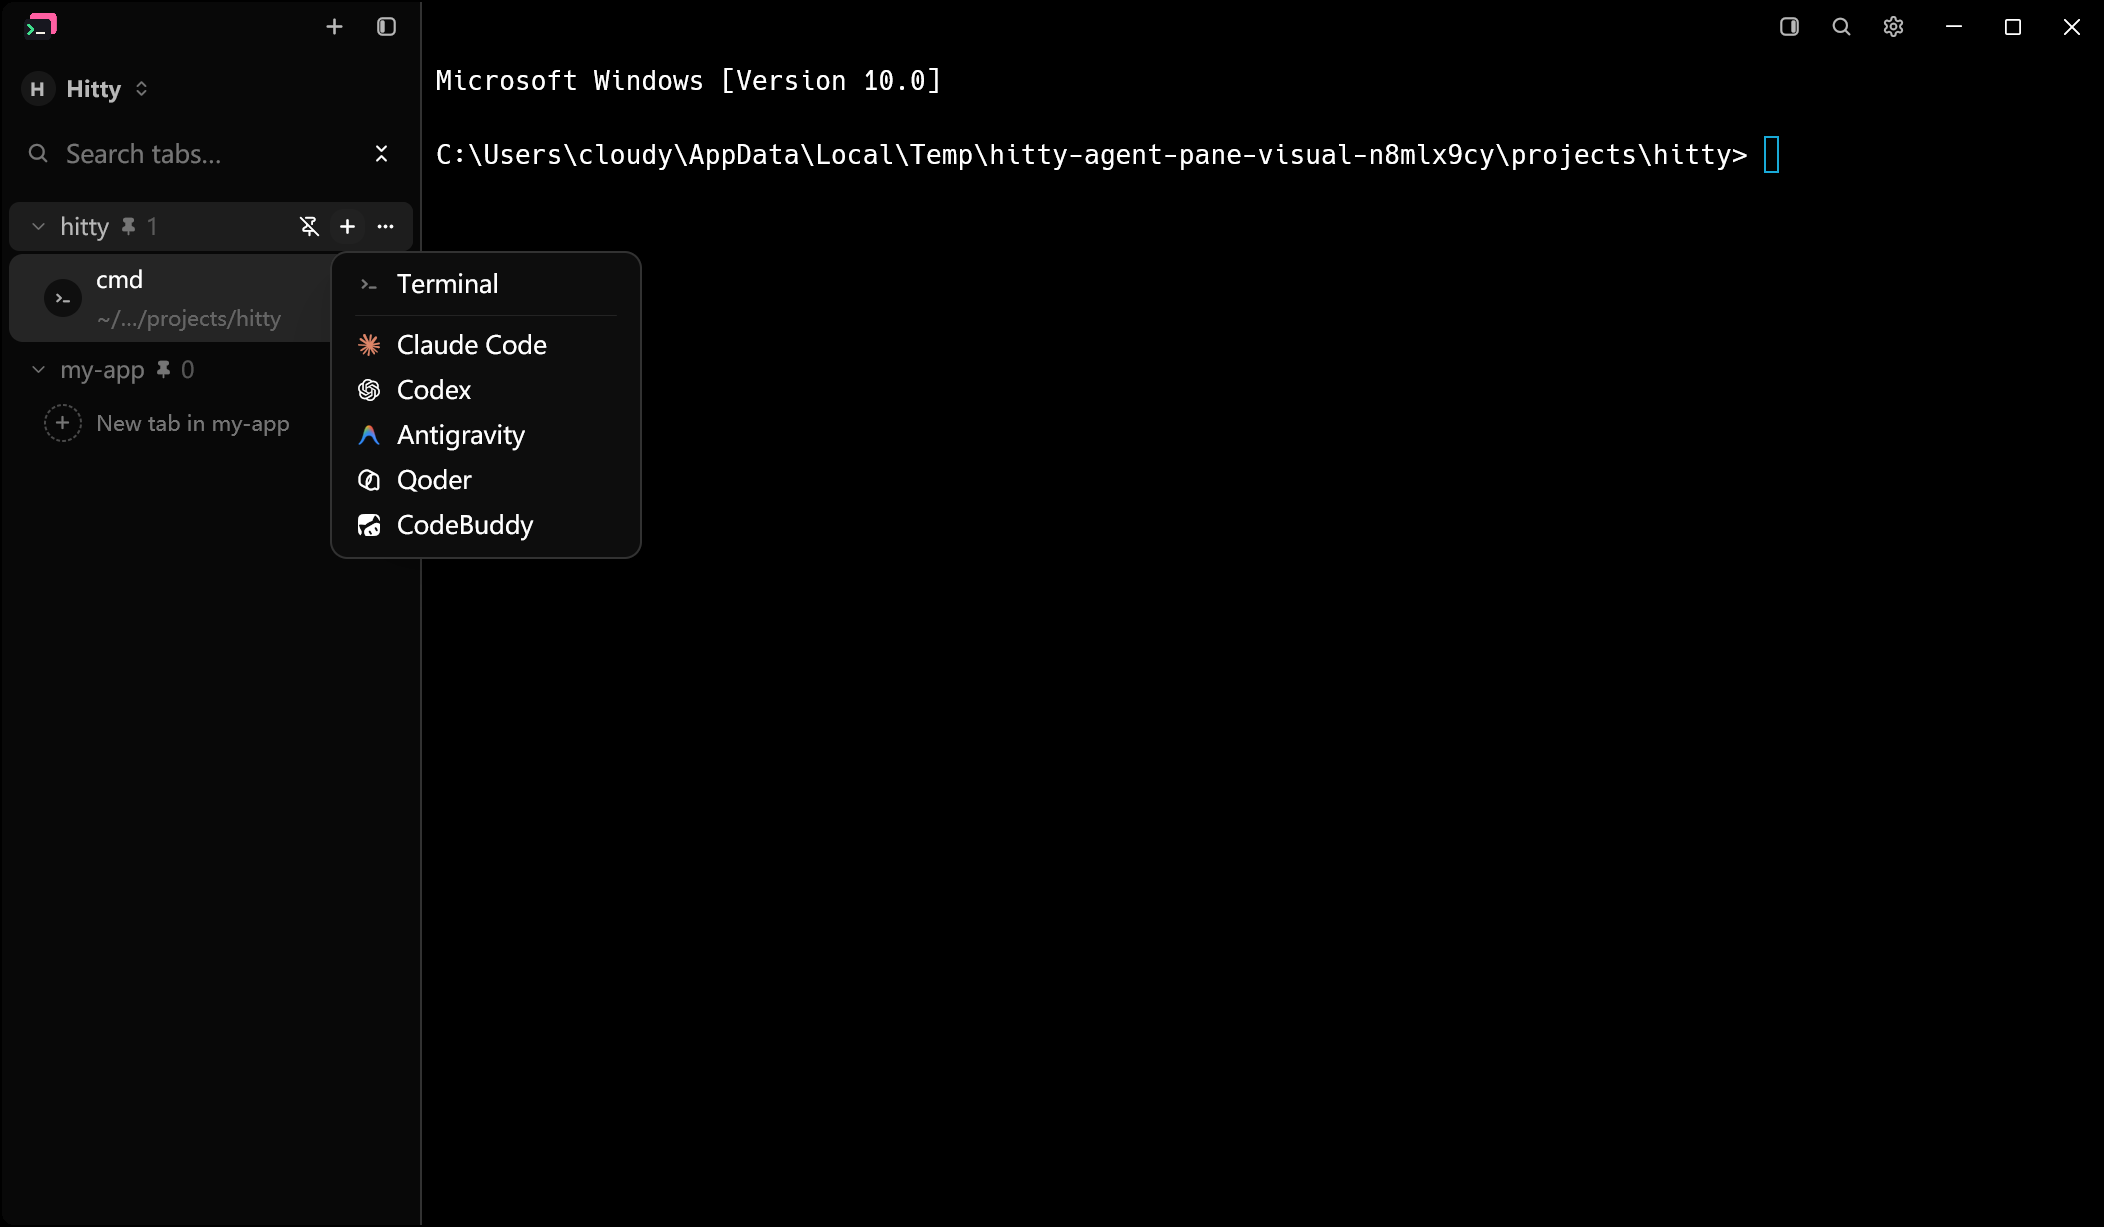 H Hitty
Search tabs...
hitty 1
cmd
~/.../projects/hitty
my-app 0
New tab in my-app
Terminal
Claude Code
Codex
Antigravity
Qoder
CodeBuddy
Microsoft Windows [Version 10.0]
C:\Users\cloudy\AppData\Local\Temp\hitty-agent-pane-visual-n8mlx9cy\projects\hitty>